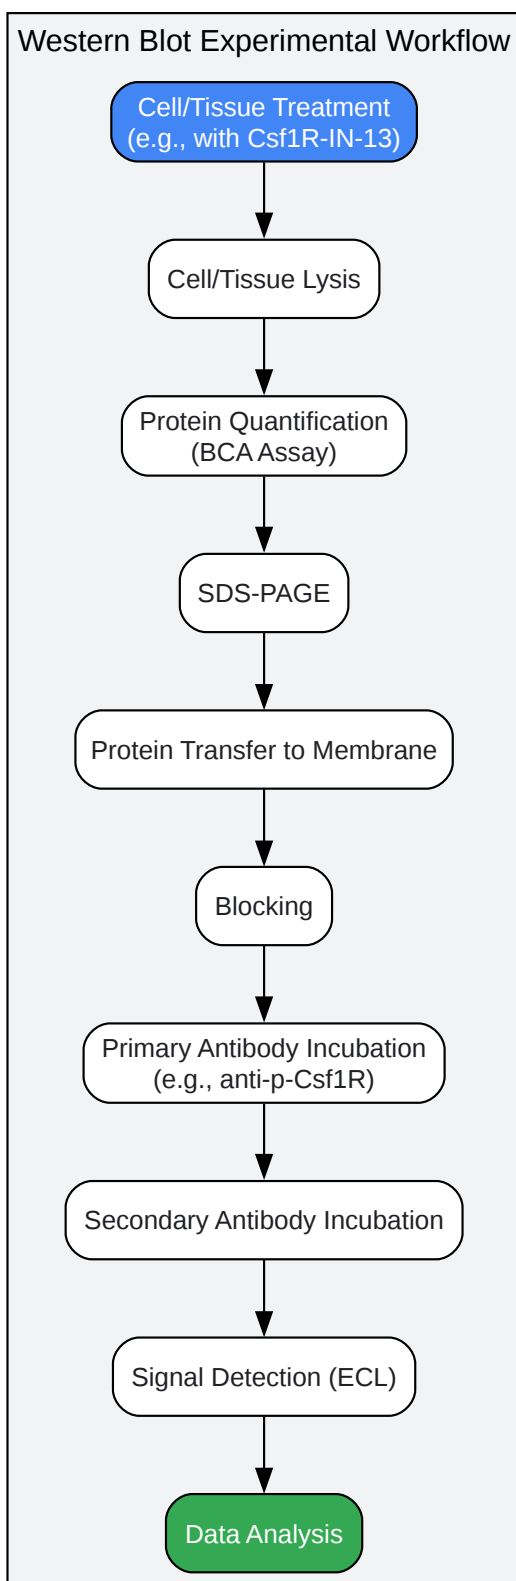 Western Blot Experimental Workflow
Cell/Tissue Treatment
(e.g., with Csf1R-IN-13)
Cell/Tissue Lysis
Protein Quantification
(BCA Assay)
SDS-PAGE
Protein Transfer to Membrane
Blocking
Primary Antibody Incubation
(e.g., anti-p-Csf1R)
Secondary Antibody Incubation
Signal Detection (ECL)
Data Analysis